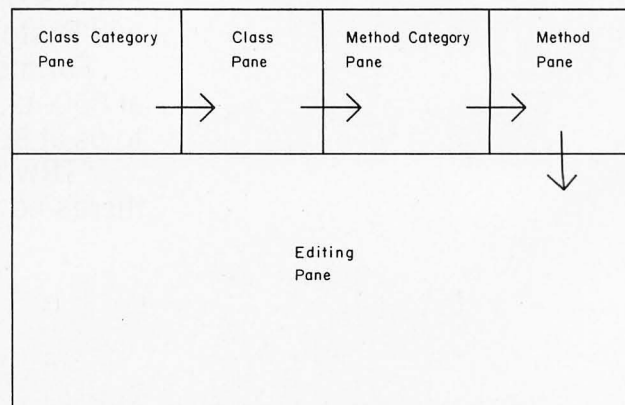 Class Category
Pane
Class
Pane
Method Category
Pane
Method
Pane
Editing
Pane